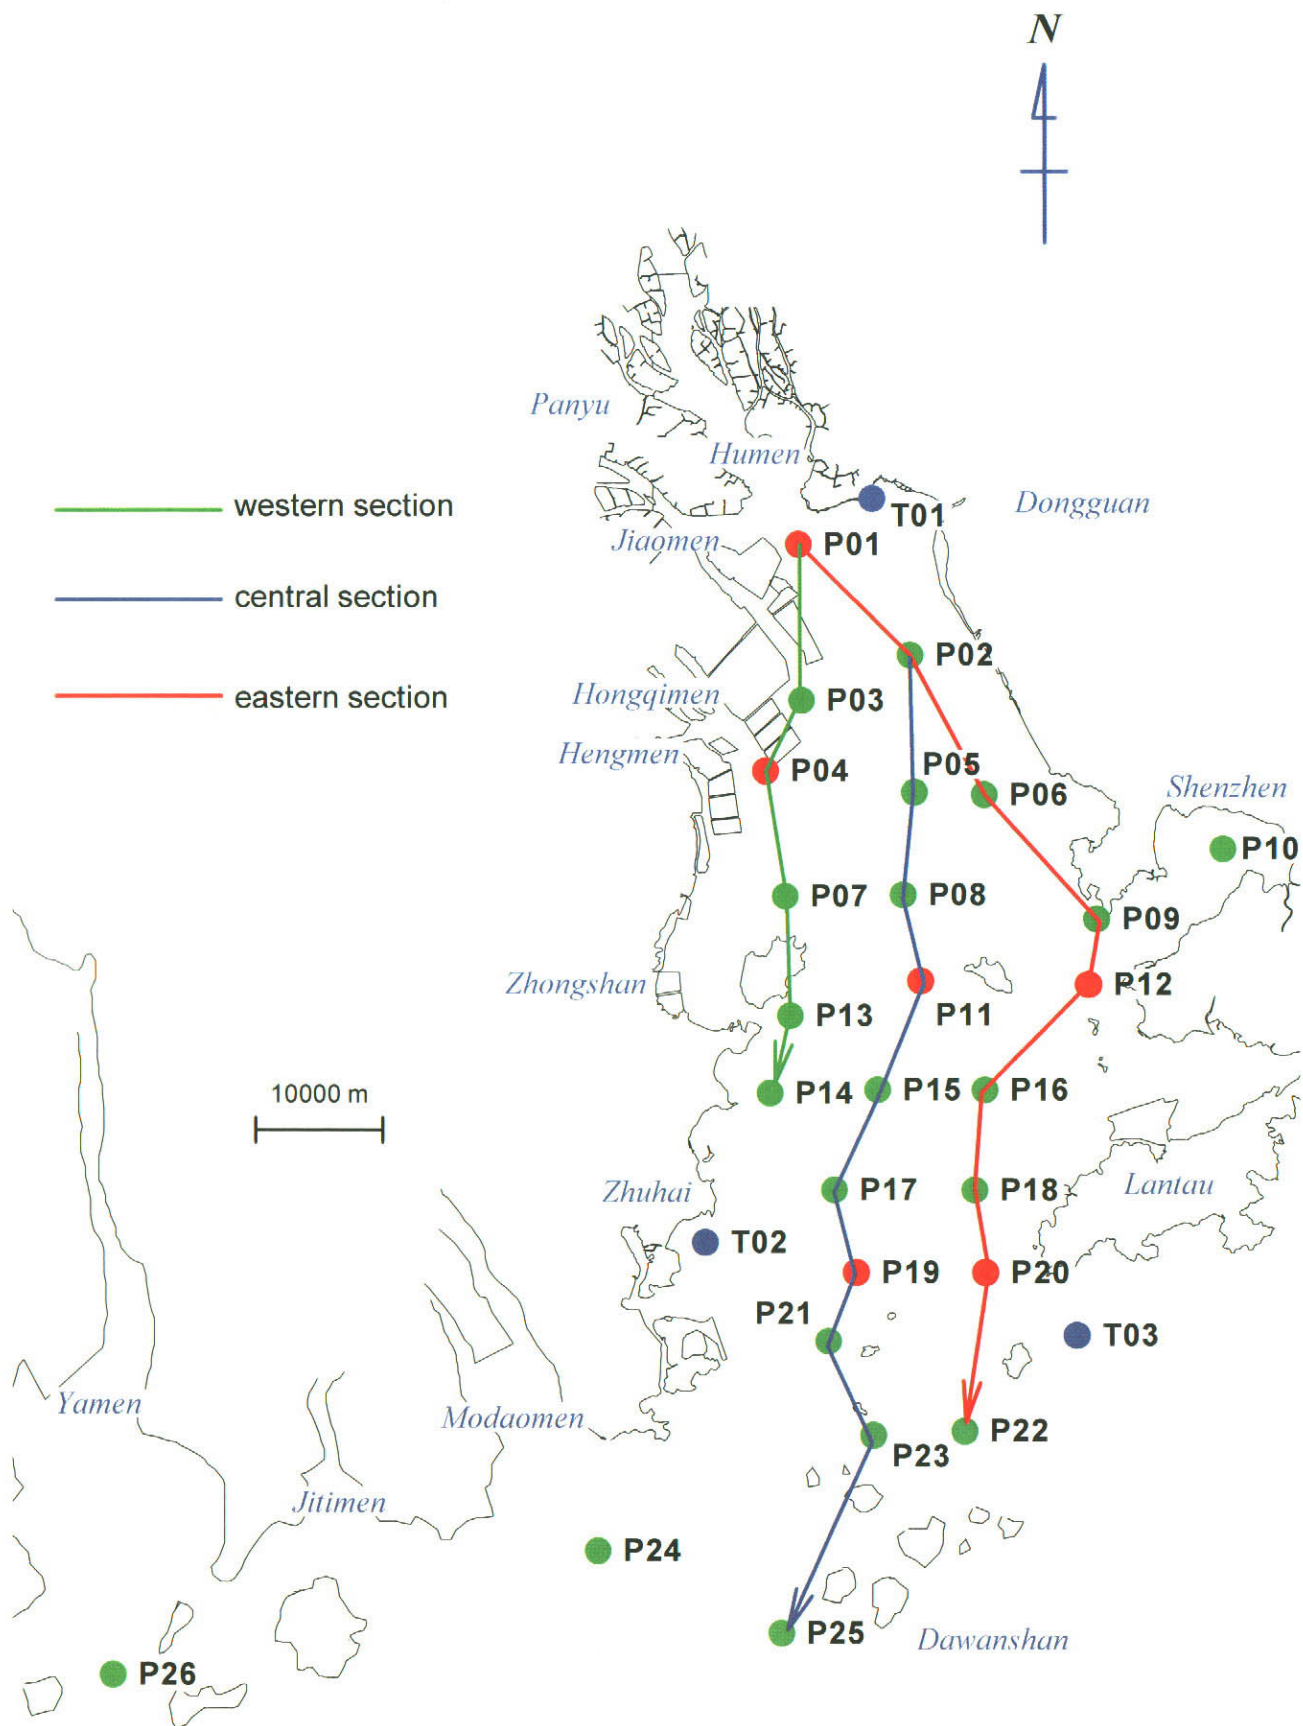 N
Panyu
Humen
western section
Dongguan
T01
Jiaomen
P01
central section
P02
eastern section
Hongqimen
P03
Hengmen
P04
P05
P06
Shenzhen
P10
P07
P08
P09
Zhongshan
P12
P11
P13
10000 m
P14
P15
P16
Zhuhai
P17
P18
Lantau
T02
P19
P20
P21
T03
Yamen
Modaomen
P22
P23
Jitimen
P24
P25
Dawanshan
P26